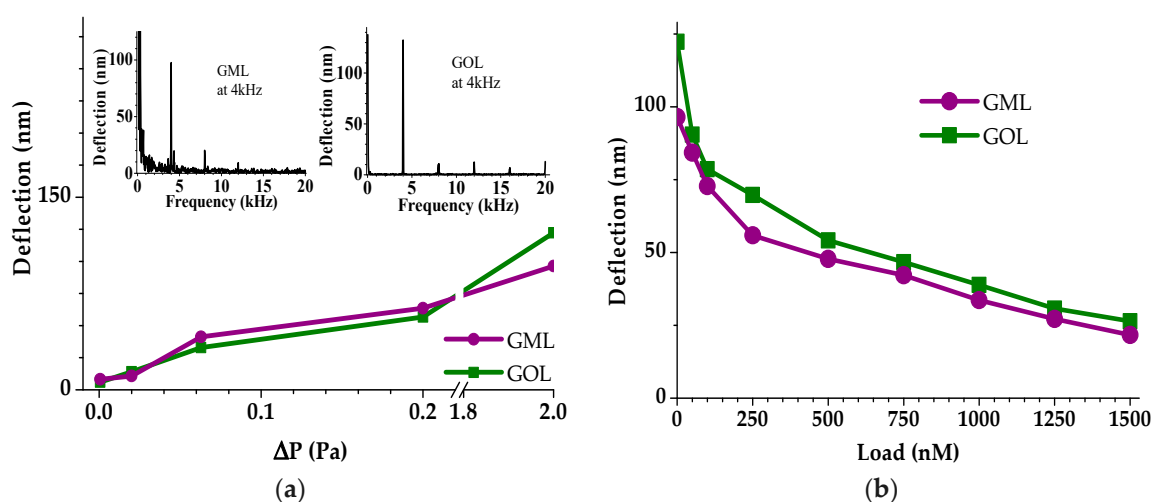 Deflection (nm)
150
0
0.0
0.1
0.2
1.8
2.0
ΔP (Pa)
GML
GOL
(a)
Deflection (nm)
100
50
0
0
5
10
15
20
Frequency (kHz)
GML
at 4kHz
Deflection (nm)
100
50
0
0
5
10
15
20
Frequency (kHz)
GOL
at 4kHz
Deflection (nm)
100
50
0
0
250
500
750
1000
1250
1500
Load (nM)
GML
GOL
(b)